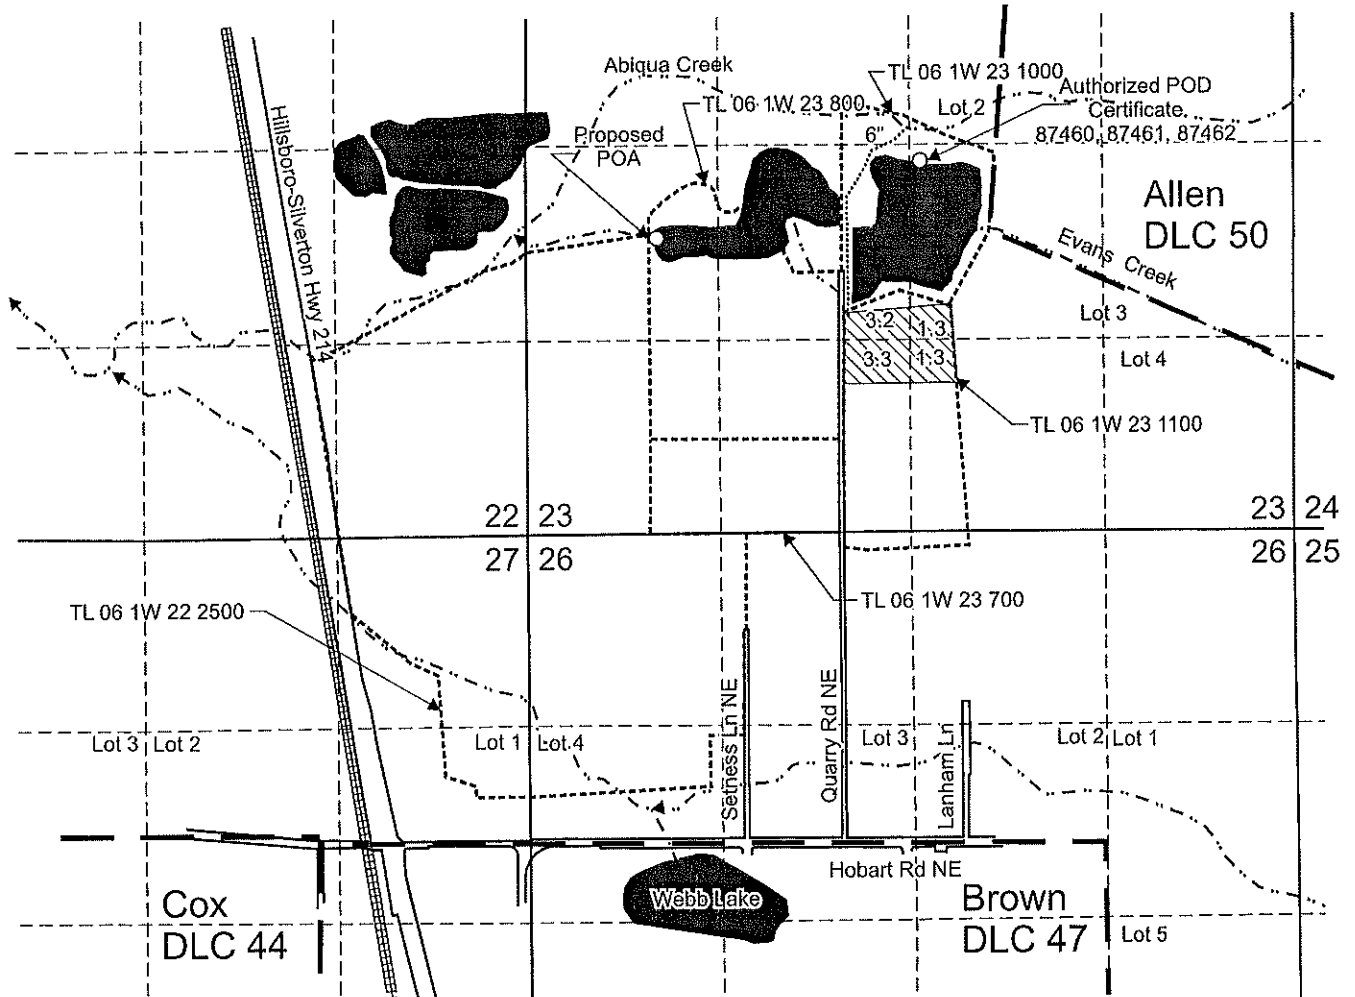 Abiqua Creek
TL 06 1W 23 1000
TL 06 1W 23 800
Lot 2
Authorized POD
Certificate
87460, 87461, 87462
6"
Proposed
POA
Hillsboro-Silverton Hwy 214
Allen
DLC 50
Evans Creek
Lot 3
Lot 4
3.2
1.3
3.3
1.3
TL 06 1W 23 1100
22 23
27 26
23 24
26 25
TL 06 1W 22 2500
TL 06 1W 23 700
Setness Ln NE
Quarry Rd NE
Lanham Ln
Lot 3 Lot 2
Lot 1 Lot 4
Lot 3
Lot 2 Lot 1
Hobart Rd NE
Webb Lake
Cox
DLC 44
Brown
DLC 47
Lot 5